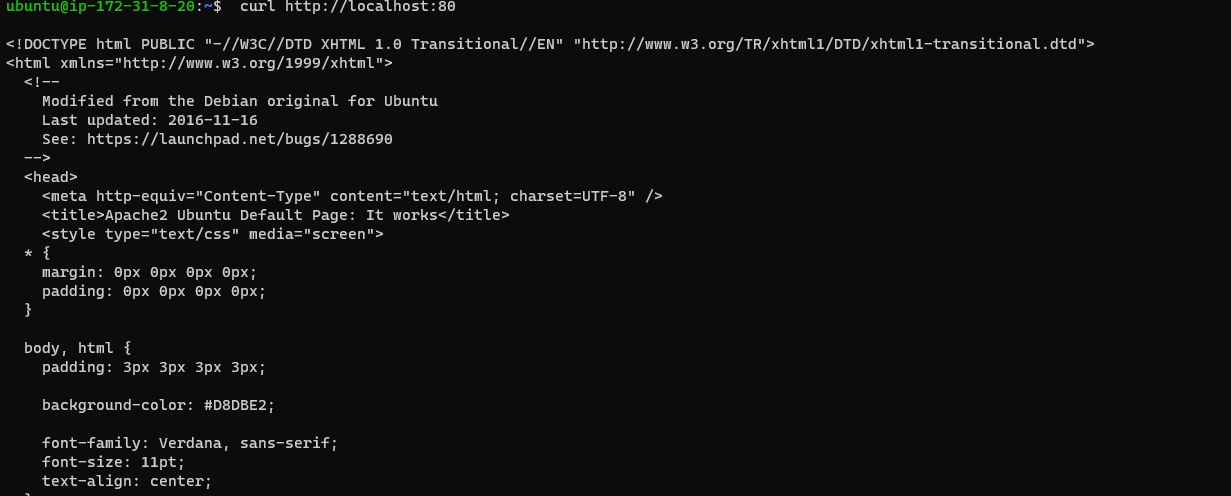 ubuntu@ip-172-31-8-20:~$  curl http://localhost:80

<!DOCTYPE html PUBLIC "-//W3C//DTD XHTML 1.0 Transitional//EN" "http://www.w3.org/TR/xhtml1/DTD/xhtml1-transitional.dtd">
<html xmlns="http://www.w3.org/1999/xhtml">
  <!--
    Modified from the Debian original for Ubuntu
    Last updated: 2016-11-16
    See: https://launchpad.net/bugs/1288690
  -->
  <head>
    <meta http-equiv="Content-Type" content="text/html; charset=UTF-8" />
    <title>Apache2 Ubuntu Default Page: It works</title>
    <style type="text/css" media="screen">
  * {
    margin: 0px 0px 0px 0px;
    padding: 0px 0px 0px 0px;
  }

  body, html {
    padding: 3px 3px 3px 3px;

    background-color: #D8DBE2;

    font-family: Verdana, sans-serif;
    font-size: 11pt;
    text-align: center;
  }